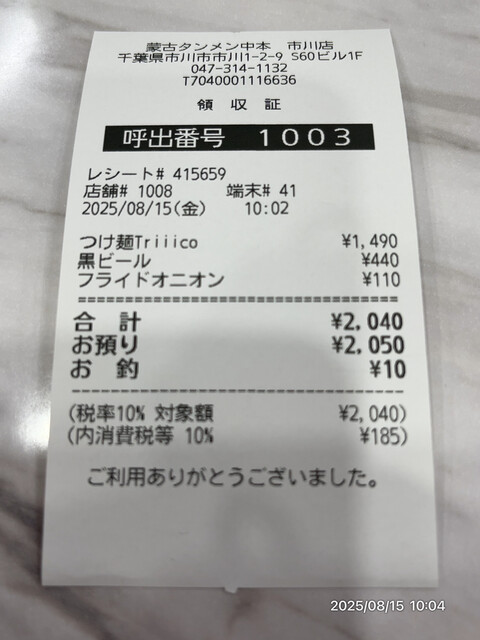 蒙古タンメン中本　市川店
千葉県市川市市川1-2-9 S60ビル1F
047-314-1132
T7040001116636
領　収　証
呼出番号　1003
レシート# 415659
店舗# 1008　端末# 41
2025/08/15(金)　10:02
つけ麺Triiico　¥1,490
黒ビール　¥440
フライドオニオン　¥110
合　計　¥2,040
お預り　¥2,050
お　釣　¥10
(税率10% 対象額　¥2,040)
(内消費税等 10%　¥185)
ご利用ありがとうございました。
2025/08/15 10:04